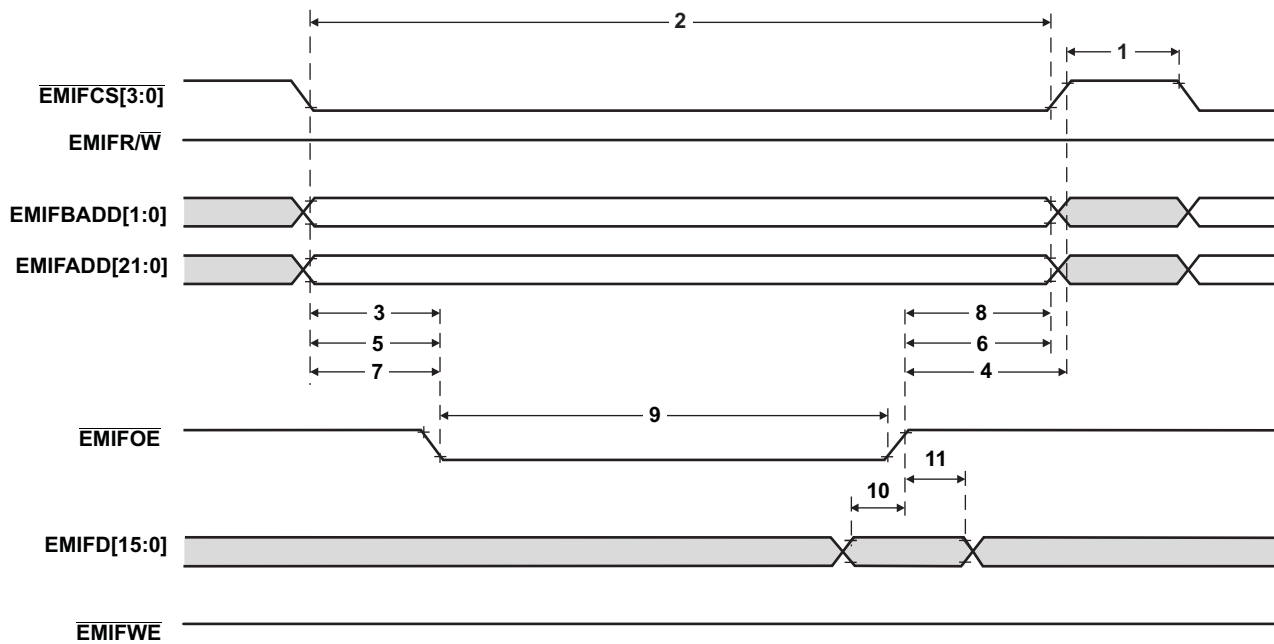 2
1
EMIFCS[3:0]
EMIFR/W
EMIFBADD[1:0]
EMIFADD[21:0]
3
8
5
6
7
4
9
EMIFOE
11
10
EMIFD[15:0]
EMIFWE